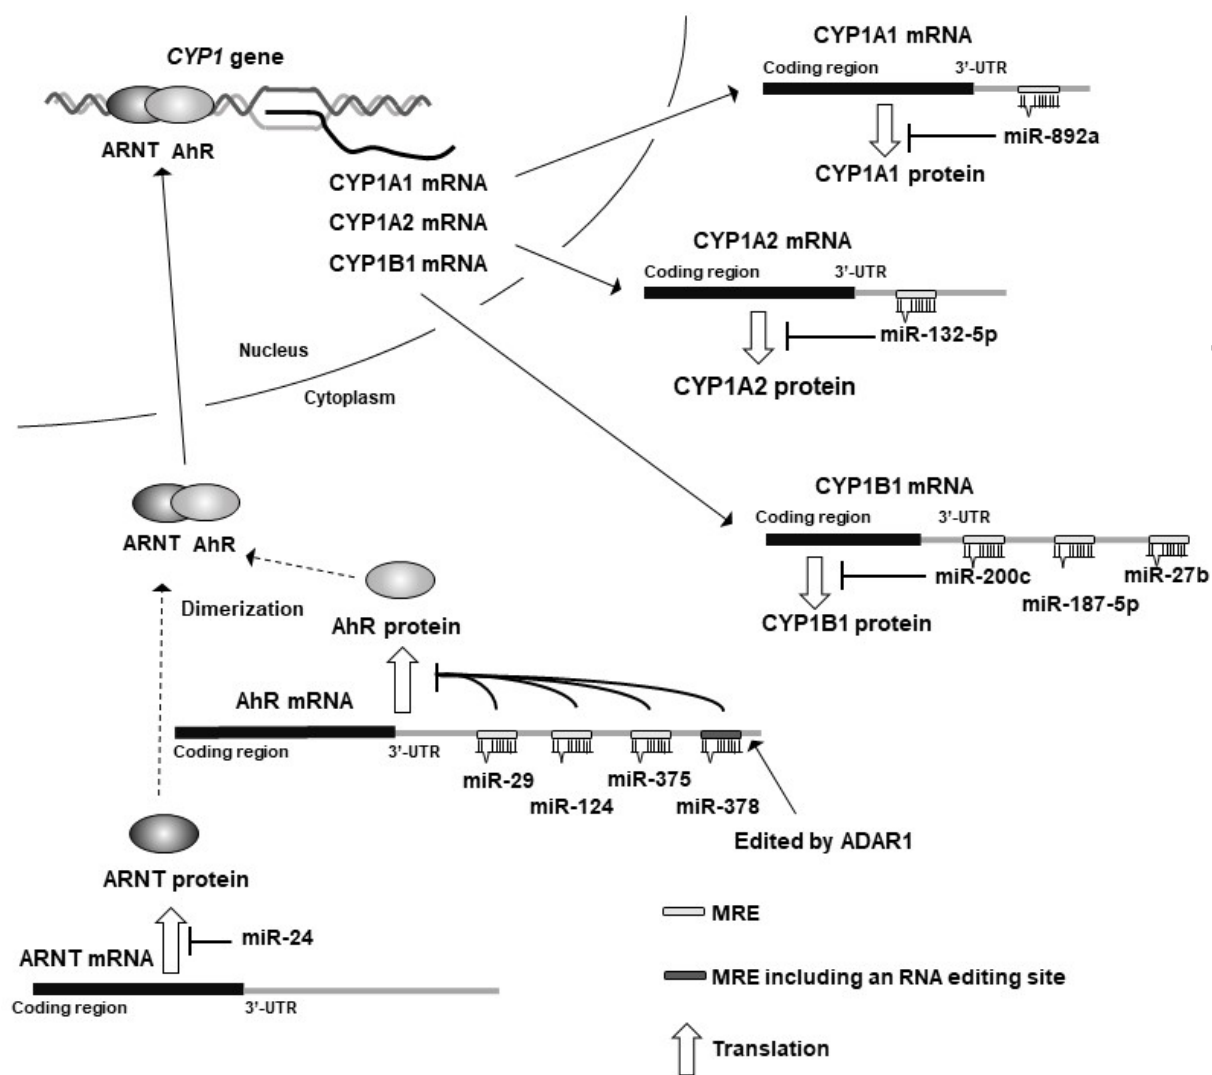 CYP1 gene
ARNT AhR
CYP1A1 mRNA
CYP1A2 mRNA
CYP1B1 mRNA
Nucleus
Cytoplasm
CYP1A1 mRNA
Coding region 3'-UTR
miR-892a
CYP1A1 protein
CYP1A2 mRNA
Coding region 3'-UTR
miR-132-5p
CYP1A2 protein
CYP1B1 mRNA
Coding region 3'-UTR
miR-200c
miR-187-5p
miR-27b
CYP1B1 protein
ARNT AhR
Dimerization
AhR protein
AhR mRNA
Coding region 3'-UTR
miR-29
miR-124
miR-375
miR-378
Edited by ADAR1
ARNT protein
miR-24
ARNT mRNA
Coding region 3'-UTR
MRE
MRE including an RNA editing site
Translation